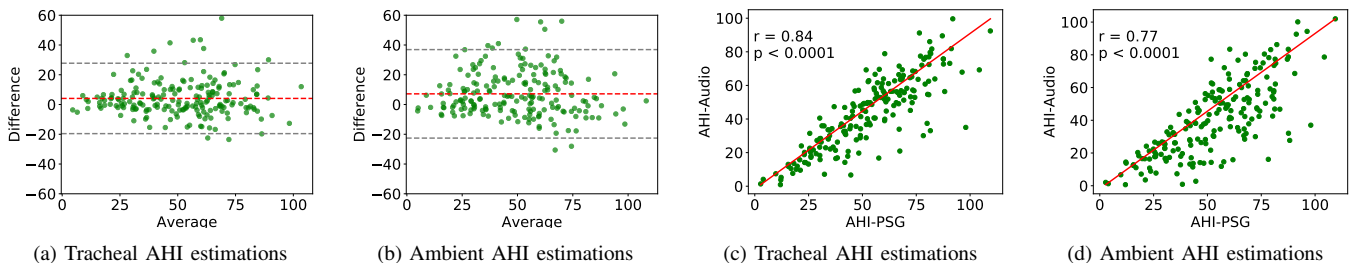 60
40
20
0
−20
−40
−60
Difference
0
25
50
75
100
Average
(a) Tracheal AHI estimations
60
40
20
0
−20
−40
−60
Difference
0
25
50
75
100
Average
(b) Ambient AHI estimations
r = 0.84
p < 0.0001
100
80
60
40
20
0
AHI-Audio
0
25
50
75
100
AHI-PSG
(c) Tracheal AHI estimations
r = 0.77
p < 0.0001
100
80
60
40
20
0
AHI-Audio
0
25
50
75
100
AHI-PSG
(d) Ambient AHI estimations